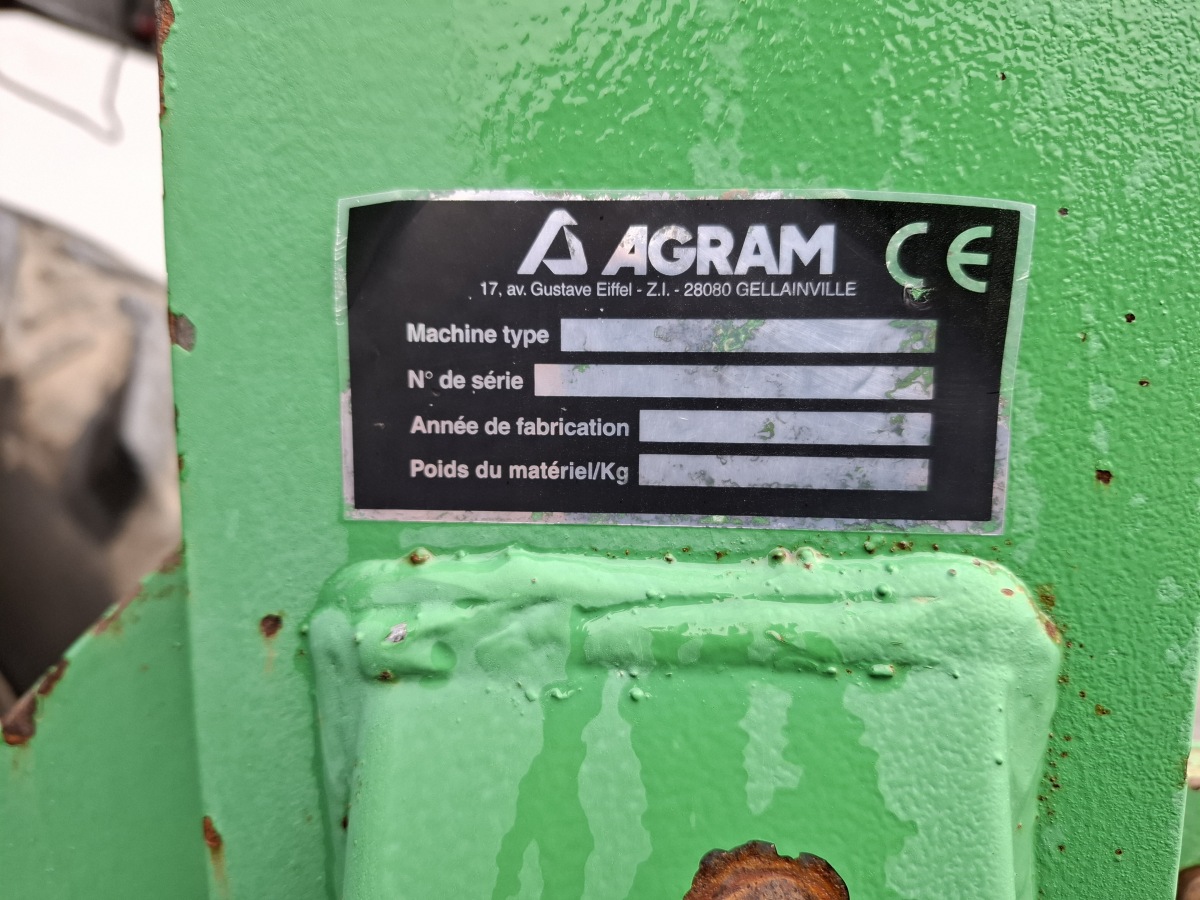 AGRAM CE
17, av. Gustave Eiffel - Z.I. - 28080 GELLAINVILLE
Machine type
N° de série
Année de fabrication
Poids du matériel/Kg